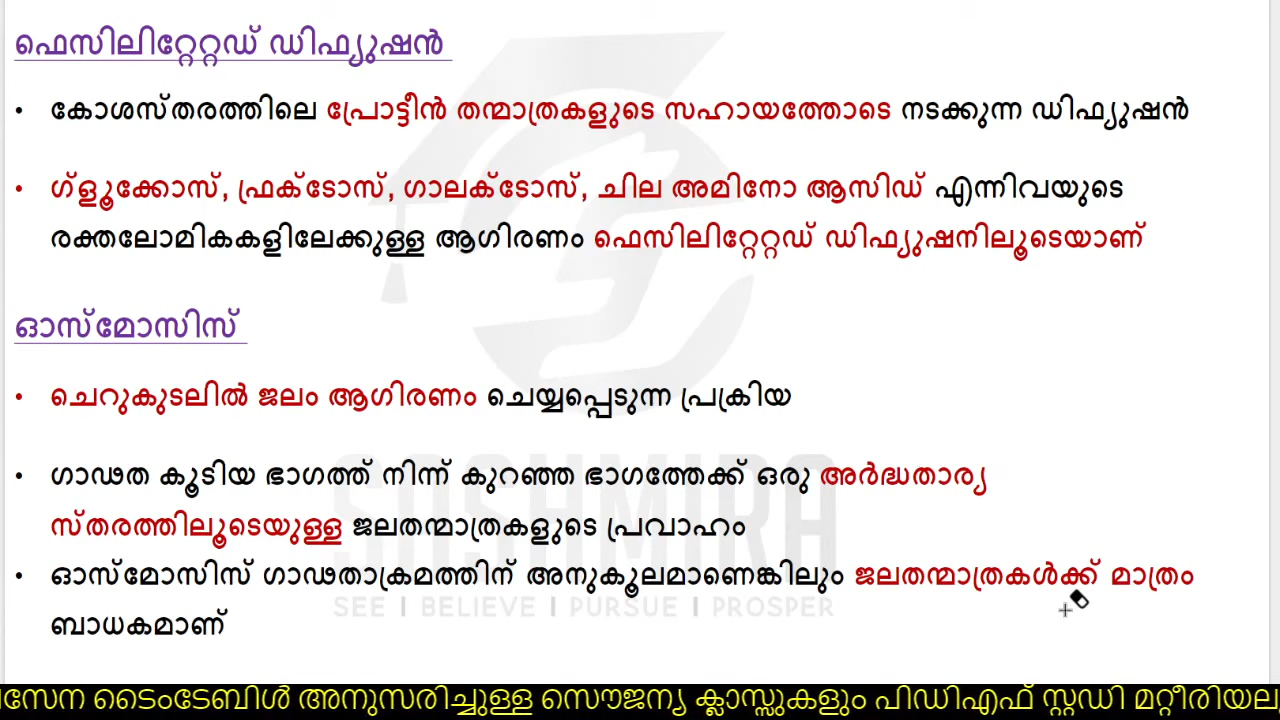 ഫെസിലിറ്റേറ്റഡ് ഡിഫ്യുഷൻ
• കോശസ്തരത്തിലെ പ്രോട്ടീൻ തന്മാത്രകളുടെ സഹായത്തോടെ നടക്കുന്ന ഡിഫ്യുഷൻ
• ഗ്ളൂക്കോസ്, ഫ്രക്ടോസ്, ഗാലക്ടോസ്, ചില അമിനോ ആസിഡ് എന്നിവയുടെ
രക്തലോമികകളിലേക്കുള്ള ആഗിരണം ഫെസിലിറ്റേറ്റഡ് ഡിഫ്യുഷനിലൂടെയാണ്
ഓസ്മോസിസ്
• ചെറുകുടലിൽ ജലം ആഗിരണം ചെയ്യപ്പെടുന്ന പ്രക്രിയ
• ഗാഢത കൂടിയ ഭാഗത്ത് നിന്ന് കുറഞ്ഞ ഭാഗത്തേക്ക് ഒരു അർദ്ധതാര്യ
സ്തരത്തിലൂടെയുള്ള ജലതന്മാത്രകളുടെ പ്രവാഹം
• ഓസ്മോസിസ് ഗാഢതാക്രമത്തിന് അനുകൂലമാണെങ്കിലും ജലതന്മാത്രകൾക്ക് മാത്രം
SEE | BELIEVE | PURSUE | PROSPER
ബാധകമാണ്
സേന ടൈംടേബിൾ അനുസരിച്ചുള്ള സൌജന്യ ക്ലാസ്സുകളും പിഡിഎഫ് സ്റ്റഡി